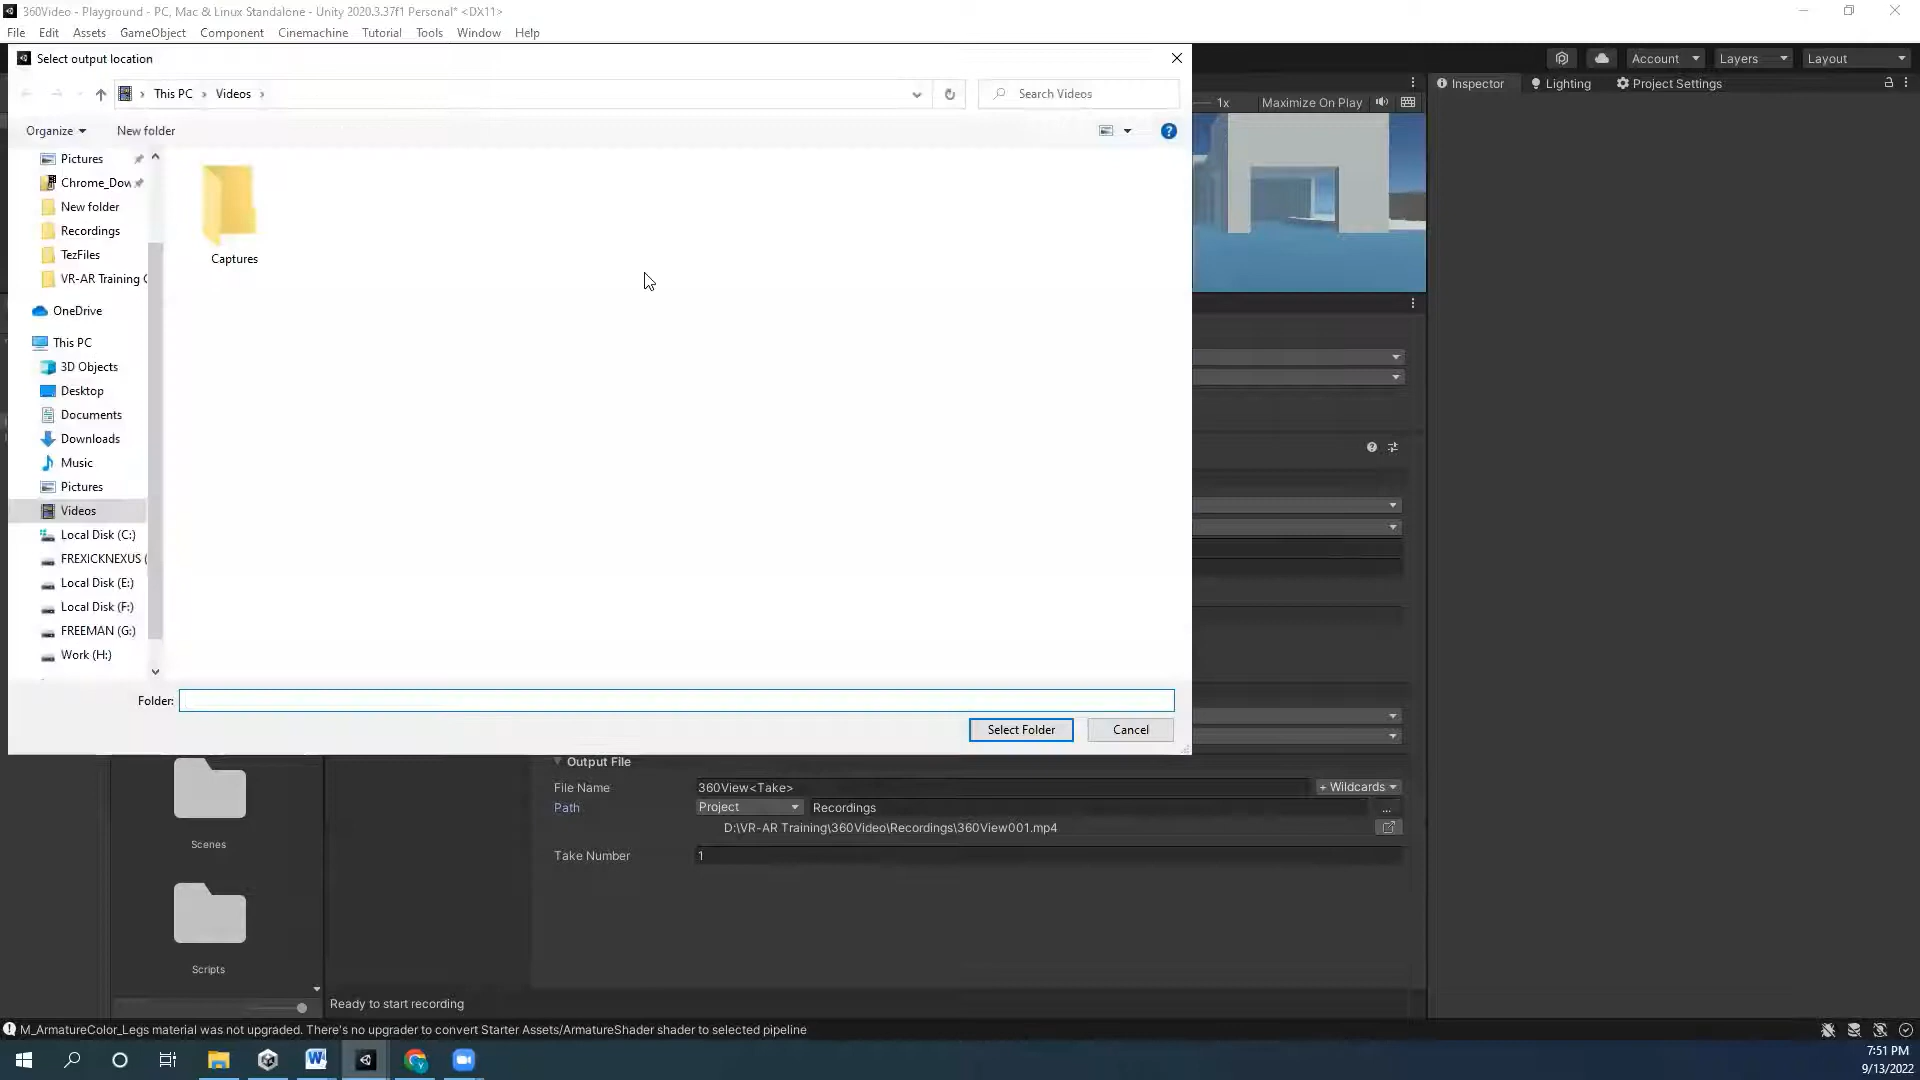 360Video - Playground - PC, Mac & Linux Standalone - Unity 2020.3.37f1 Personal* <DX11>
File Edit Assets GameObject Component Cinemachine Tutorial Tools Window Help
Select output location
Account Layers Layout
This PC › Videos ›
Search Videos
Inspector Lighting Project Settings
1x Maximize On Play
Organize New folder
Pictures
Chrome_Dow
New folder
Recordings
TezFiles
VR-AR Training
Captures
OneDrive
This PC
3D Objects
Desktop
Documents
Downloads
Music
Pictures
Videos
Local Disk (C:)
FREXICKNEXUS (
Local Disk (E:)
Local Disk (F:)
FREEMAN (G:)
Work (H:)
Folder:
Select Folder Cancel
Output File
File Name 360View<Take> + Wildcards
Path Project Recordings ...
D:\VR-AR Training\360Video\Recordings\360View001.mp4
Take Number 1
Scenes
Scripts
Ready to start recording
M_ArmatureColor_Legs material was not upgraded. There's no upgrader to convert Starter Assets/ArmatureShader shader to selected pipeline
7:51 PM
9/13/2022